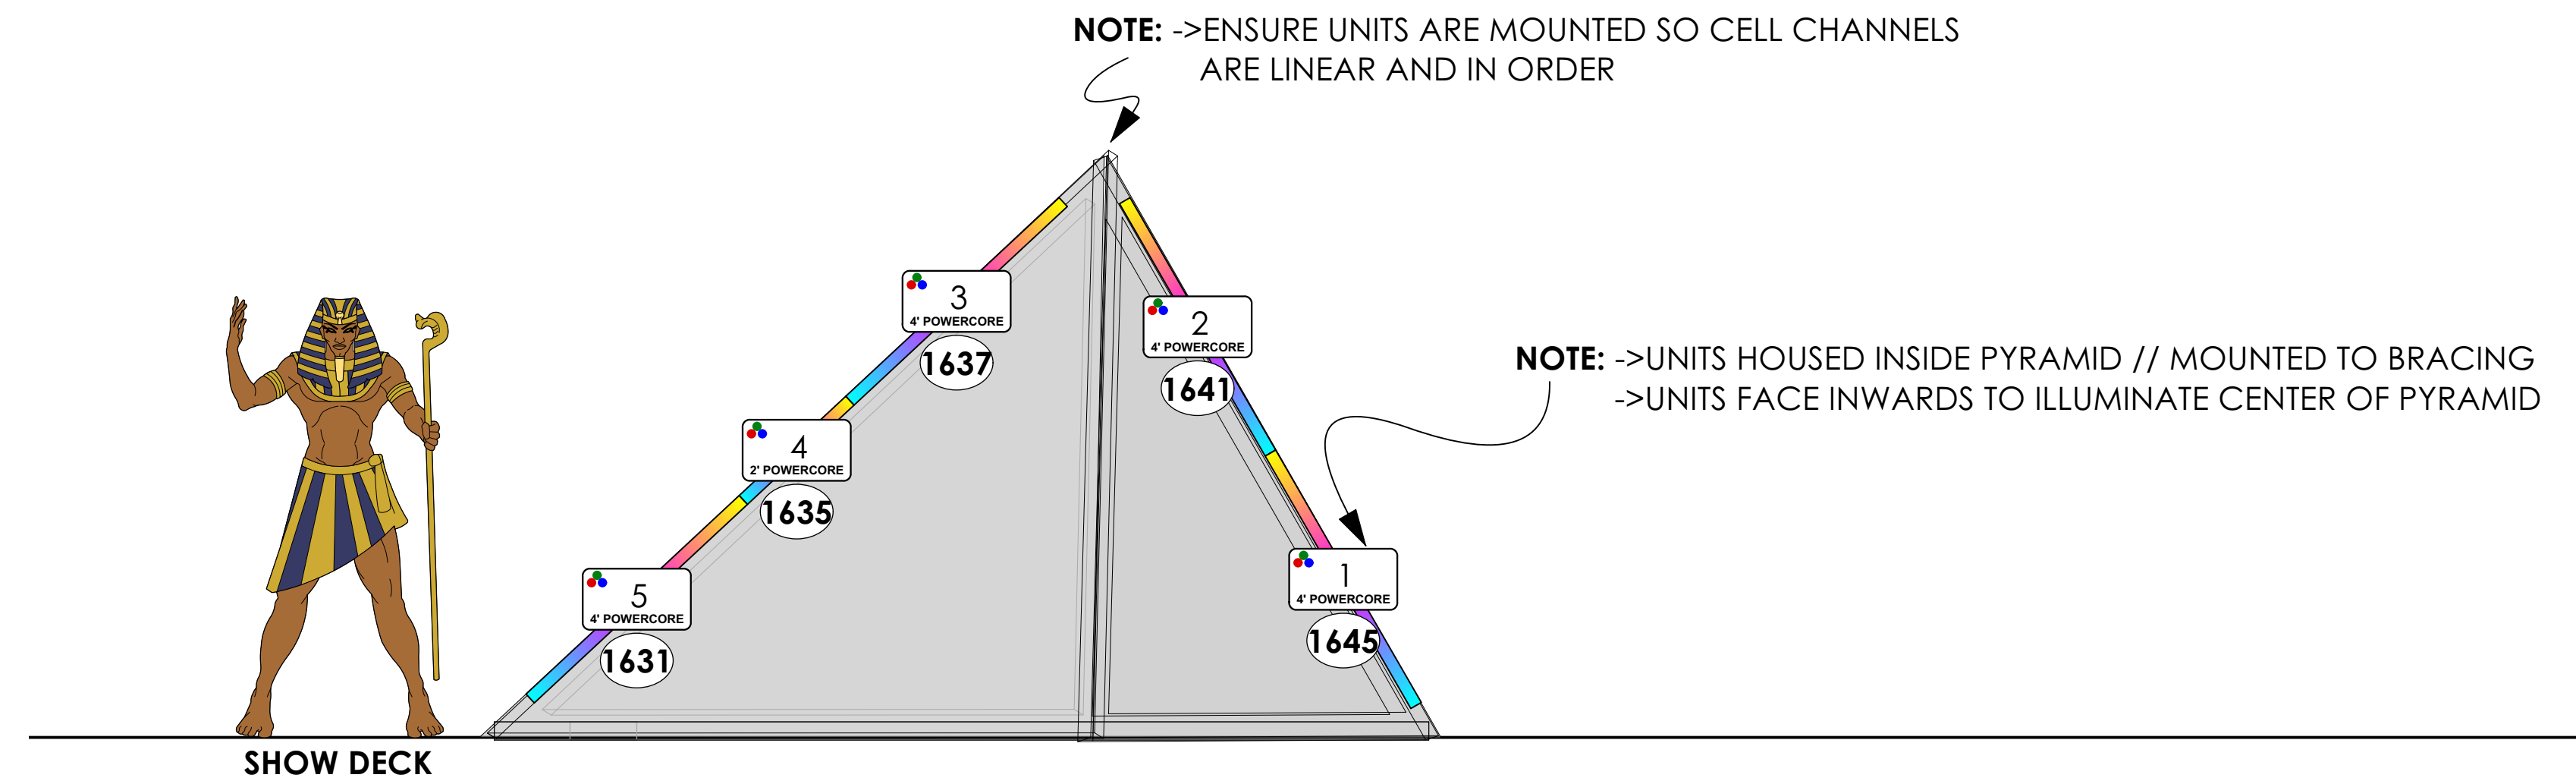 NOTE: ->ENSURE UNITS ARE MOUNTED SO CELL CHANNELS
ARE LINEAR AND IN ORDER
3
4' POWERCORE
1637
2
4' POWERCORE
1641
NOTE: ->UNITS HOUSED INSIDE PYRAMID // MOUNTED TO BRACING
->UNITS FACE INWARDS TO ILLUMINATE CENTER OF PYRAMID
4
2' POWERCORE
1635
1
4' POWERCORE
1645
5
4' POWERCORE
1631
SHOW DECK